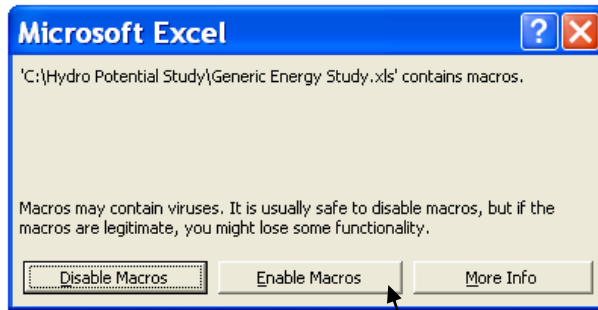 Microsoft Excel
?
'C:\Hydro Potential Study\Generic Energy Study.xls' contains macros.
Macros may contain viruses. It is usually safe to disable macros, but if the
macros are legitimate, you might lose some functionality.
Disable Macros Enable Macros More Info